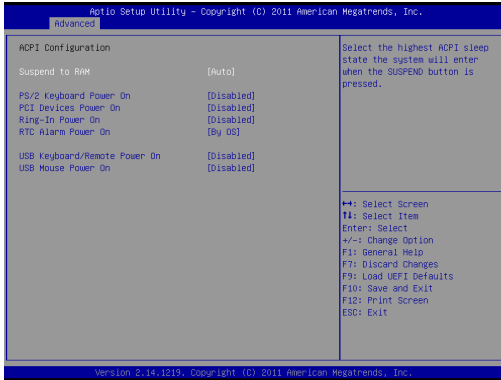 Aptio Setup Utility - Copyright (C) 2011 American Megatrends, Inc.
Advanced
ACPI Configuration
Suspend to RAM [Auto]
PS/2 Keyboard Power On [Disabled]
PCI Devices Power On [Disabled]
Ring-In Power On [Disabled]
RTC Alarm Power On [By OS]
USB Keyboard/Remote Power On [Disabled]
USB Mouse Power On [Disabled]
Select the highest ACPI sleep
state the system will enter
when the SUSPEND button is
pressed.
↔: Select Screen
↑↓: Select Item
Enter: Select
+/-: Change Option
F1: General Help
F7: Discard Changes
F9: Load UEFI Defaults
F10: Save and Exit
F12: Print Screen
ESC: Exit
Version 2.14.1219. Copyright (C) 2011 American Megatrends, Inc.